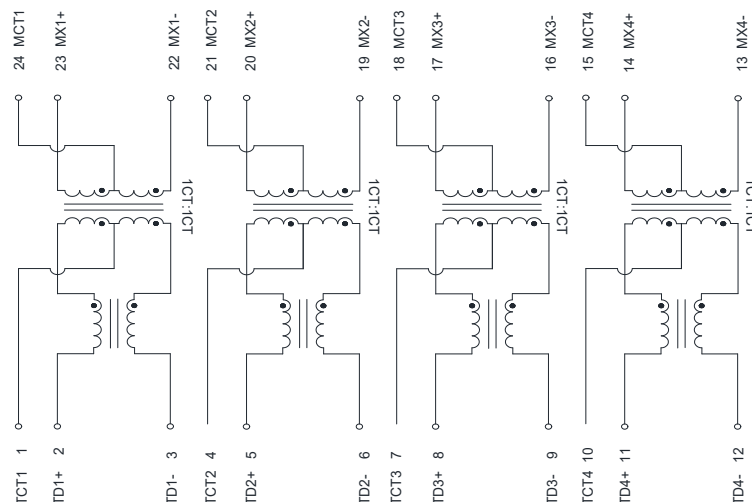 24 MCT1
23 MX1+
22 MX1-
21 MCT2
20 MX2+
19 MX2-
18 MCT3
17 MX3+
16 MX3-
15 MCT4
14 MX4+
13 MX4-
1CT:1CT
1CT:1CT
1CT:1CT
1CT:1CT
TCT1 1
TD1+ 2
TD1- 3
TCT2 4
TD2+ 5
TD2- 6
TCT3 7
TD3+ 8
TD3- 9
TCT4 10
TD4+ 11
TD4- 12